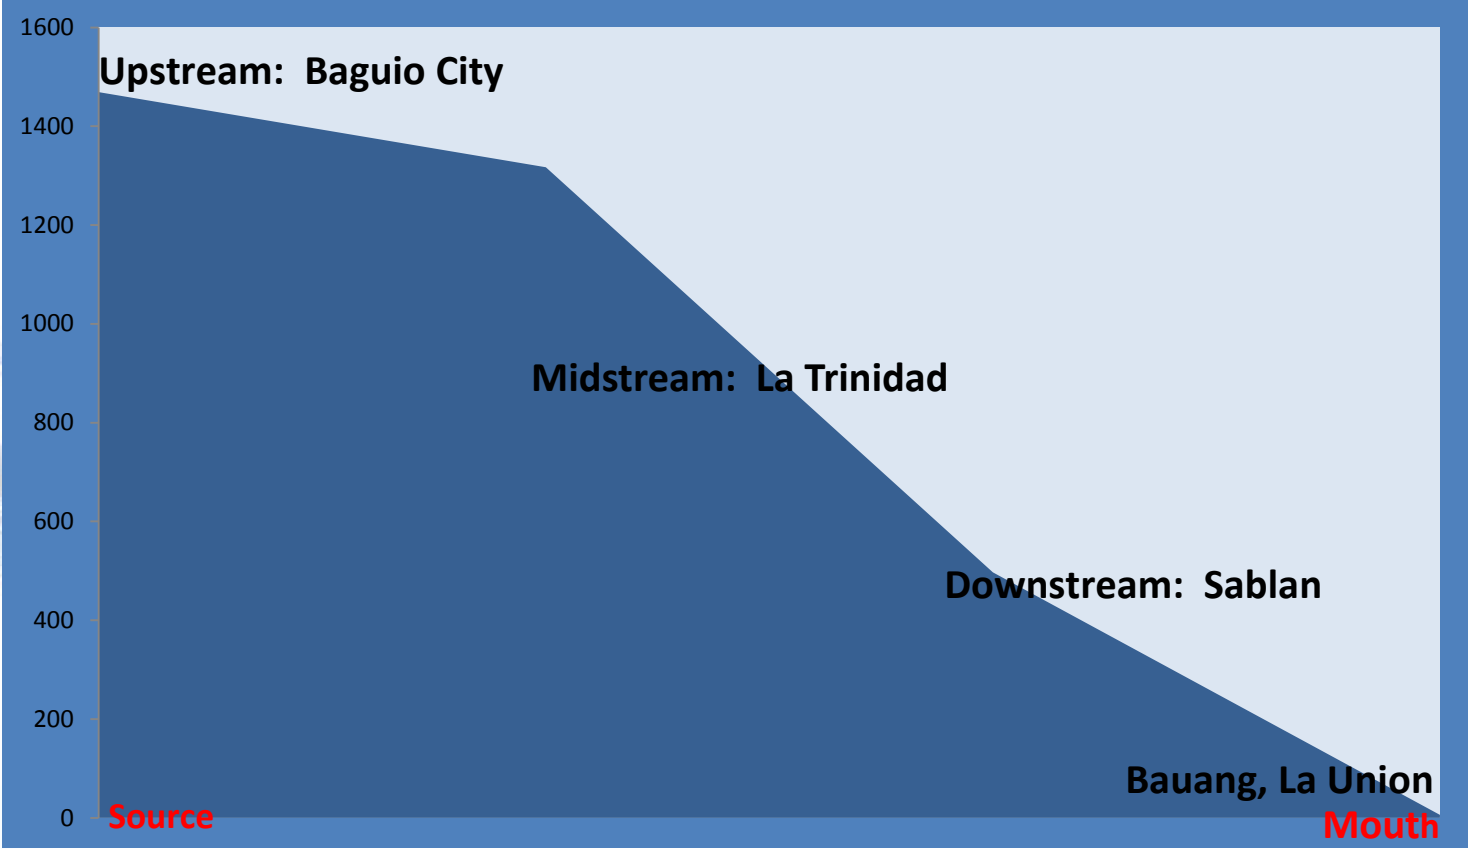 1600
Upstream: Baguio City
1400
1200
1000
Midstream: La Trinidad
800
600
Downstream: Sablan
400
200
Bauang, La Union
0
Source
Mouth